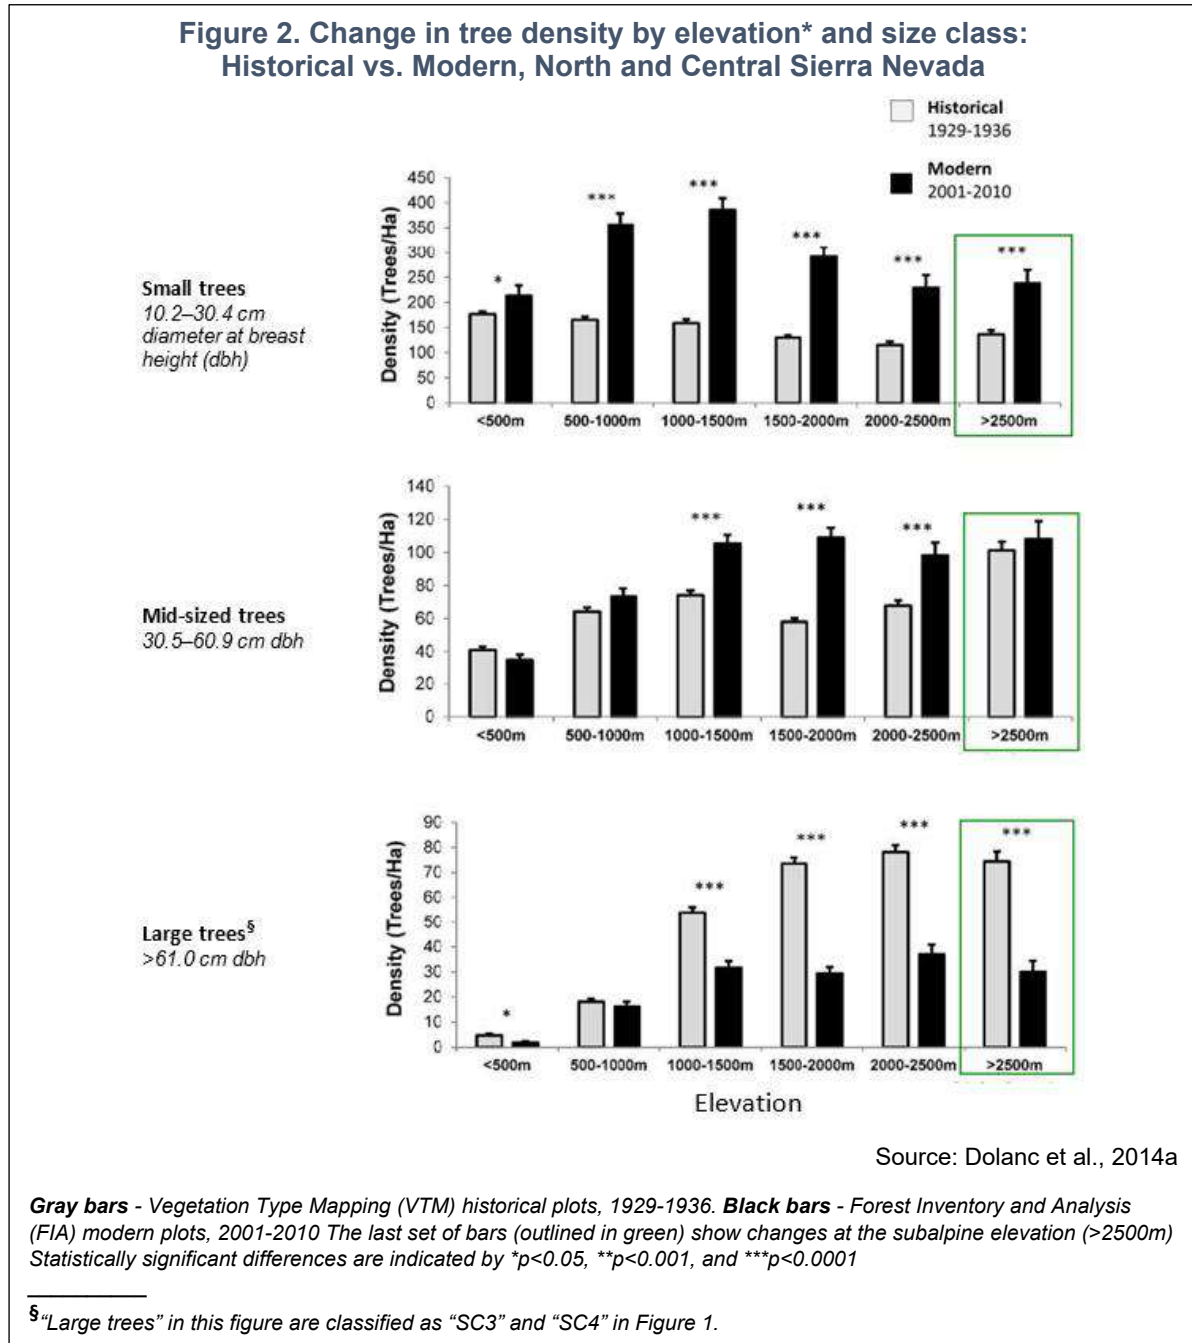 Figure 2. Change in tree density by elevation* and size class:
Historical vs. Modern, North and Central Sierra Nevada
Historical
1929-1936
Modern
2001-2010
Small trees
10.2–30.4 cm
diameter at breast
height (dbh)
Density (Trees/Ha)
450
400
350
300
250
200
150
100
50
0
*
***
***
***
***
***
<500m
500-1000m
1000-1500m
1500-2000m
2000-2500m
>2500m
Mid-sized trees
30.5–60.9 cm dbh
Density (Trees/Ha)
140
120
100
80
60
40
20
0
***
***
***
<500m
500-1000m
1000-1500m
1500-2000m
2000-2500m
>2500m
Large trees§
>61.0 cm dbh
Density (Trees/Ha)
90
80
70
60
50
40
30
20
10
0
*
***
***
***
***
<500m
500-1000m
1000-1500m
1500-2000m
2000-2500m
>2500m
Elevation
Source: Dolanc et al., 2014a
Gray bars - Vegetation Type Mapping (VTM) historical plots, 1929-1936. Black bars - Forest Inventory and Analysis
(FIA) modern plots, 2001-2010 The last set of bars (outlined in green) show changes at the subalpine elevation (>2500m)
Statistically significant differences are indicated by *p<0.05, **p<0.001, and ***p<0.0001
§“Large trees” in this figure are classified as “SC3” and “SC4” in Figure 1.